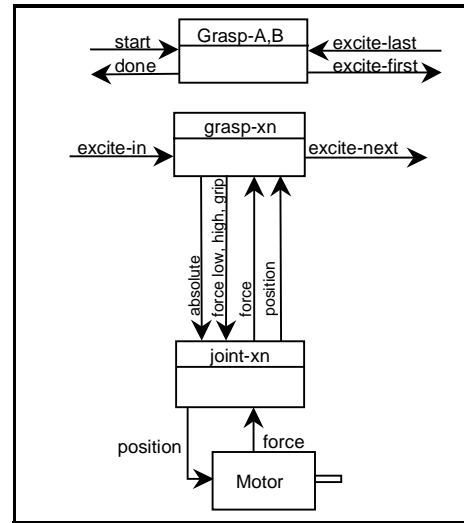 start
Grasp-A,B
excite-last
done
excite-first
excite-in
grasp-xn
excite-next
absolute
force low, high, grip
force
position
joint-xn
position
force
Motor